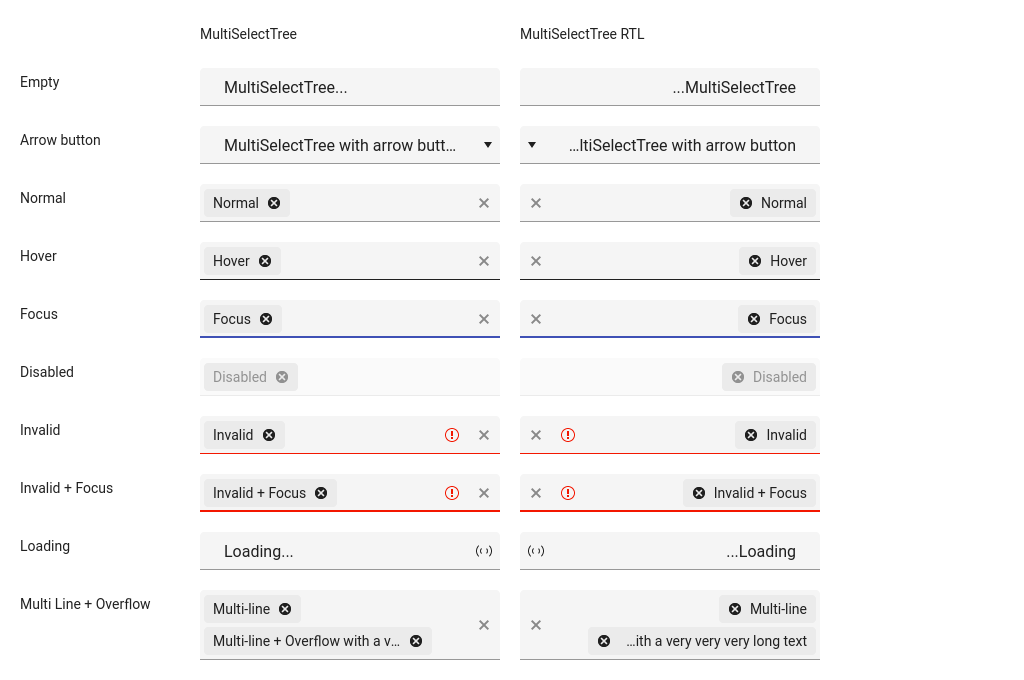 MultiSelectTree MultiSelectTree RTL
Empty MultiSelectTree... ...MultiSelectTree
Arrow button MultiSelectTree with arrow butt… …ltiSelectTree with arrow button
Normal Normal Normal
Hover Hover Hover
Focus Focus Focus
Disabled Disabled Disabled
Invalid Invalid Invalid
Invalid + Focus Invalid + Focus Invalid + Focus
Loading Loading... ...Loading
Multi Line + Overflow Multi-line Multi-line
Multi-line + Overflow with a v… …ith a very very very long text